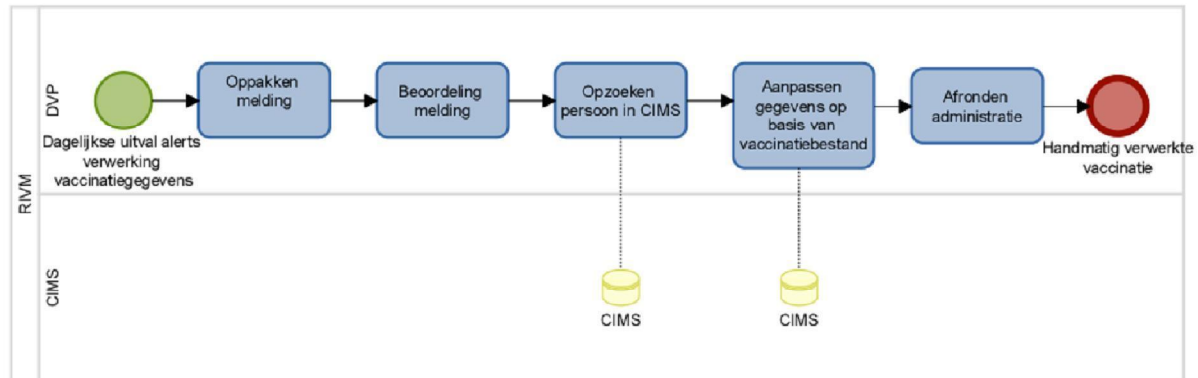 RIVM
DVP
Dagelijkse uitval alerts
verwerking
vaccinatiegegevens
Oppakken
melding
Beoordeling
melding
Opzoeken
persoon in CIMS
Aanpassen
gegevens op
basis van
vaccinatiebestand
Afronden
administratie
Handmatig verwerkte
vaccinatie
CIMS
CIMS
CIMS